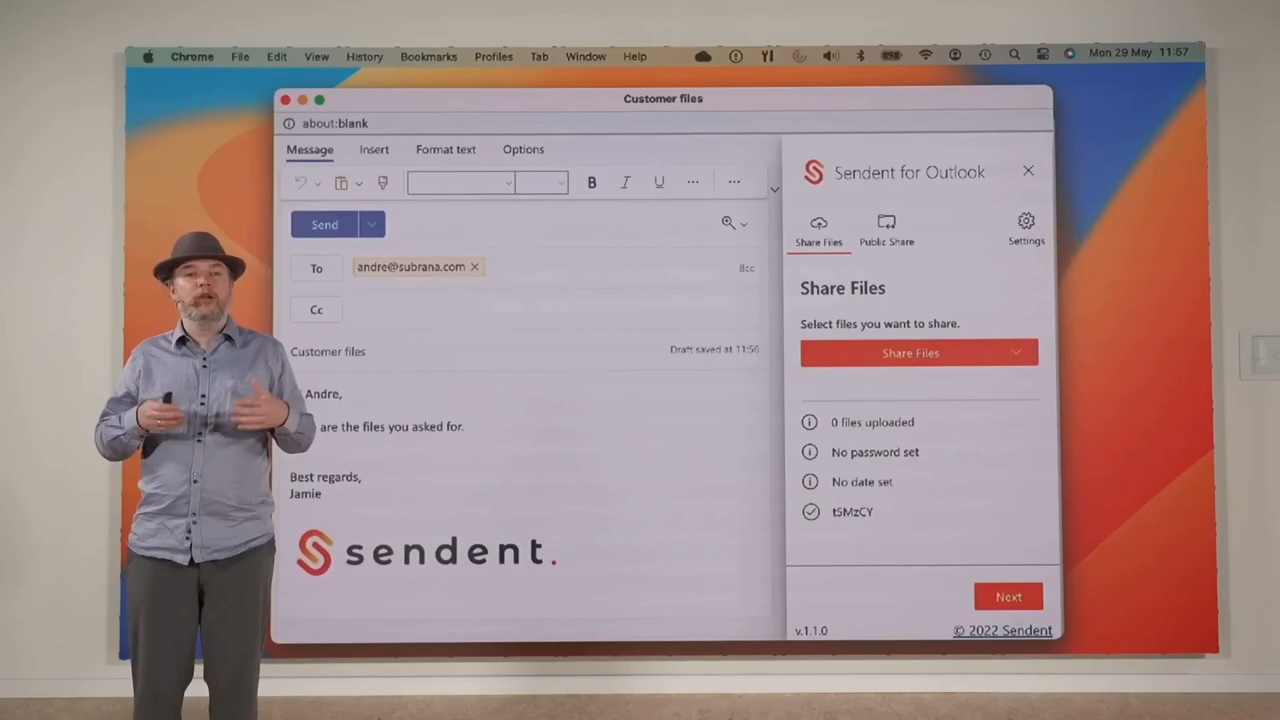 Chrome File Edit View History Bookmarks Profiles Tab Window Help Mon 29 May 11:57
Customer files
about:blank
Message Insert Format text Options
B I U
Send
To andre@subrana.com Bcc
Cc
Customer files Draft saved at 11:56
Andre,
are the files you asked for.
Best regards,
Jamie
sendent.
Sendent for Outlook
Share Files Public Share Settings
Share Files
Select files you want to share.
Share Files
0 files uploaded
No password set
No date set
t5MzCY
Next
v.1.1.0 © 2022 Sendent